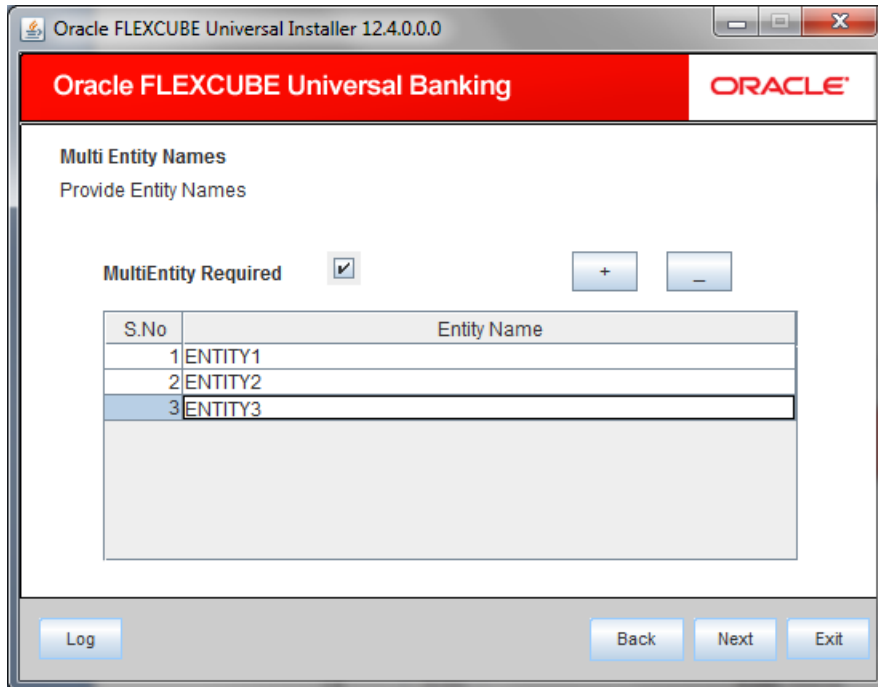 Oracle FLEXCUBE Universal Installer 12.4.0.0.0
Oracle FLEXCUBE Universal Banking
ORACLE
Multi Entity Names
Provide Entity Names
MultiEntity Required + _
S.No Entity Name
1 ENTITY1
2 ENTITY2
3 ENTITY3
Log Back Next Exit